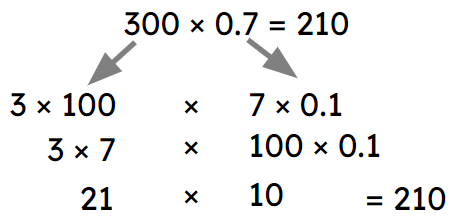 300 × 0.7 = 210
3 × 100 × 7 × 0.1
3 × 7 × 100 × 0.1
21 × 10 = 210